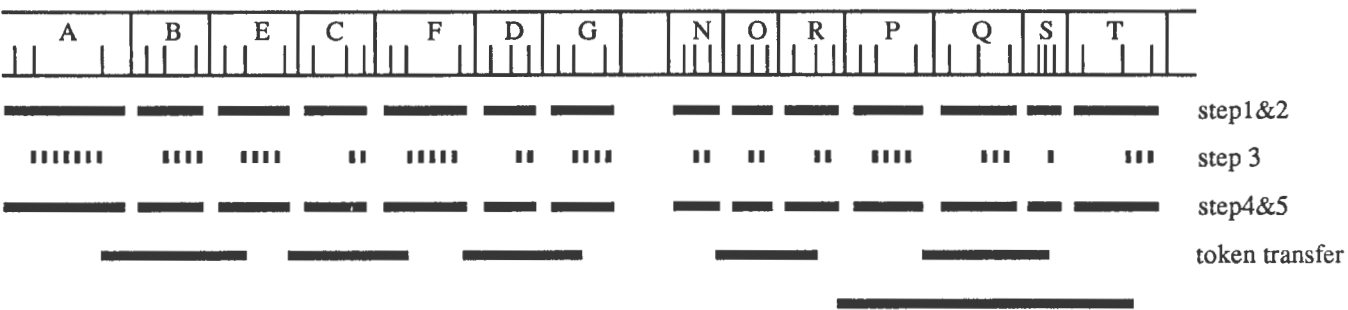 A B E C F D G N O R P Q S T
step1&2
step 3
step4&5
token transfer